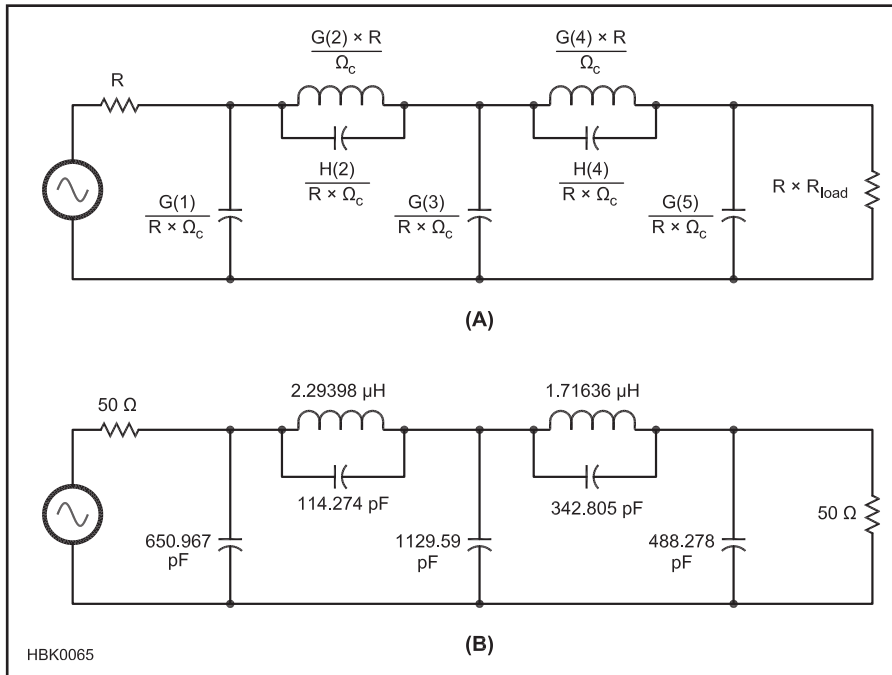 G(2) × R
Ω_c
G(4) × R
Ω_c
R
H(2)
R × Ω_c
H(4)
R × Ω_c
G(1)
R × Ω_c
G(3)
R × Ω_c
G(5)
R × Ω_c
R × R_load
(A)
2.29398 µH
1.71636 µH
50 Ω
114.274 pF
342.805 pF
650.967
pF
1129.59
pF
488.278
pF
50 Ω
(B)
HBK0065